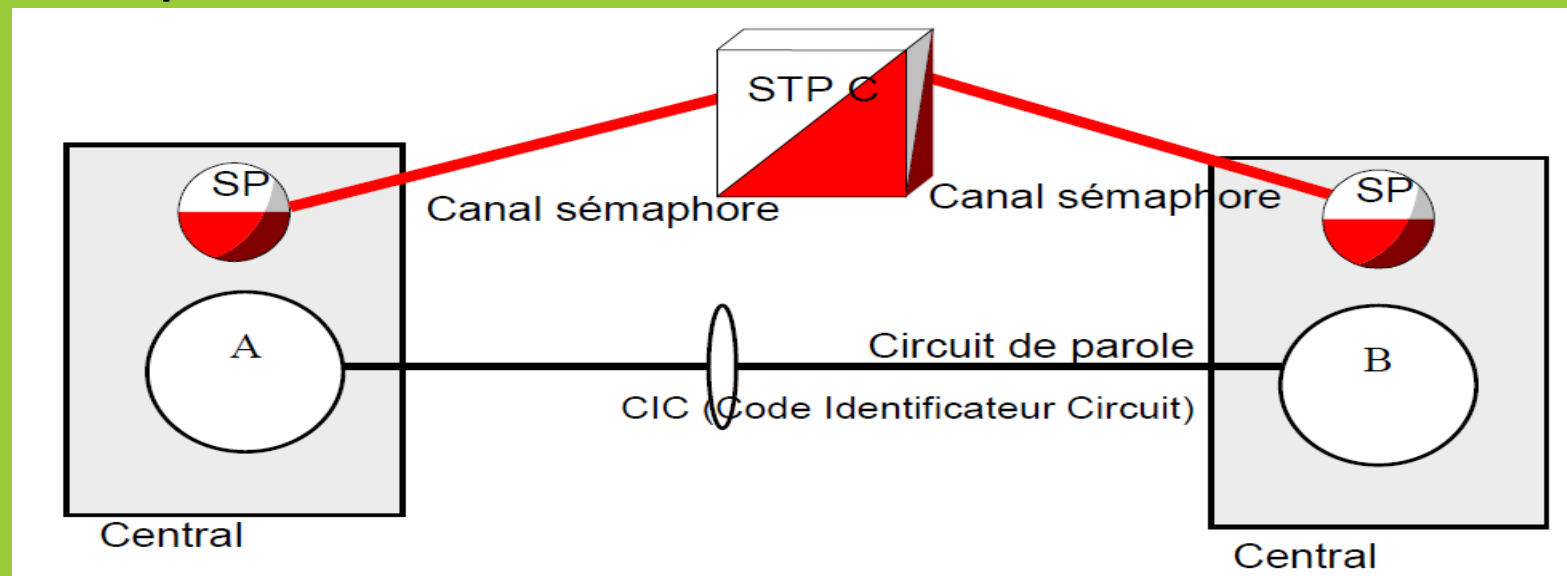 STP C
SP
SP
Canal sémaphore
Canal sémaphore
A
Circuit de parole
B
CIC (Code Identificateur Circuit)
Central
Central